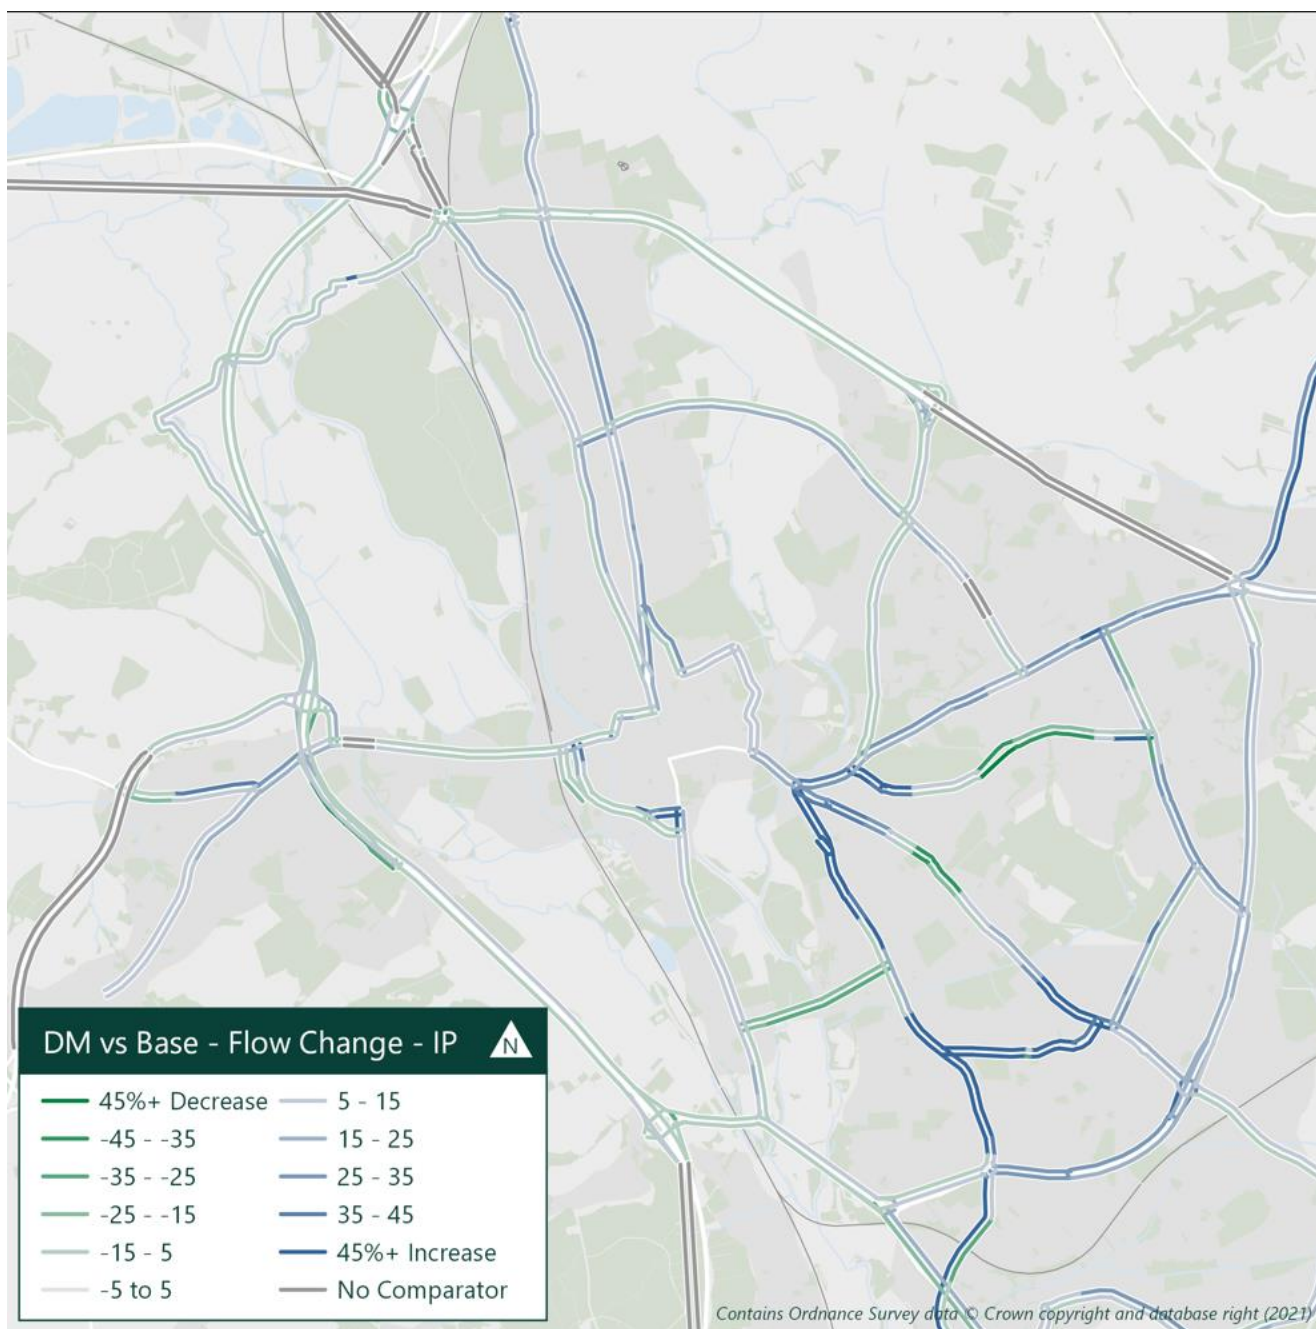 DM vs Base - Flow Change - IP
N
45%+ Decrease
-45 - -35
-35 - -25
-25 - -15
-15 - 5
-5 to 5
5 - 15
15 - 25
25 - 35
35 - 45
45%+ Increase
No Comparator
Contains Ordnance Survey data © Crown copyright and database right (2021)